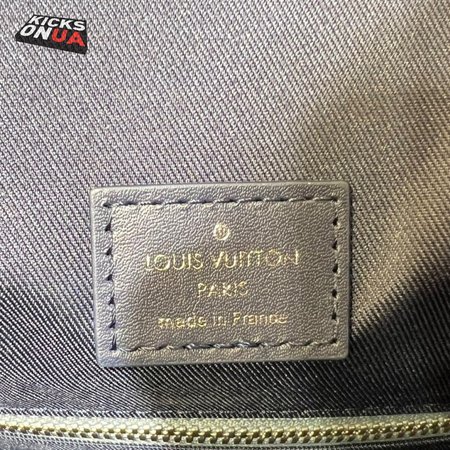 KICKS
ONUA
LOUIS VUITTON
PARIS
made in France